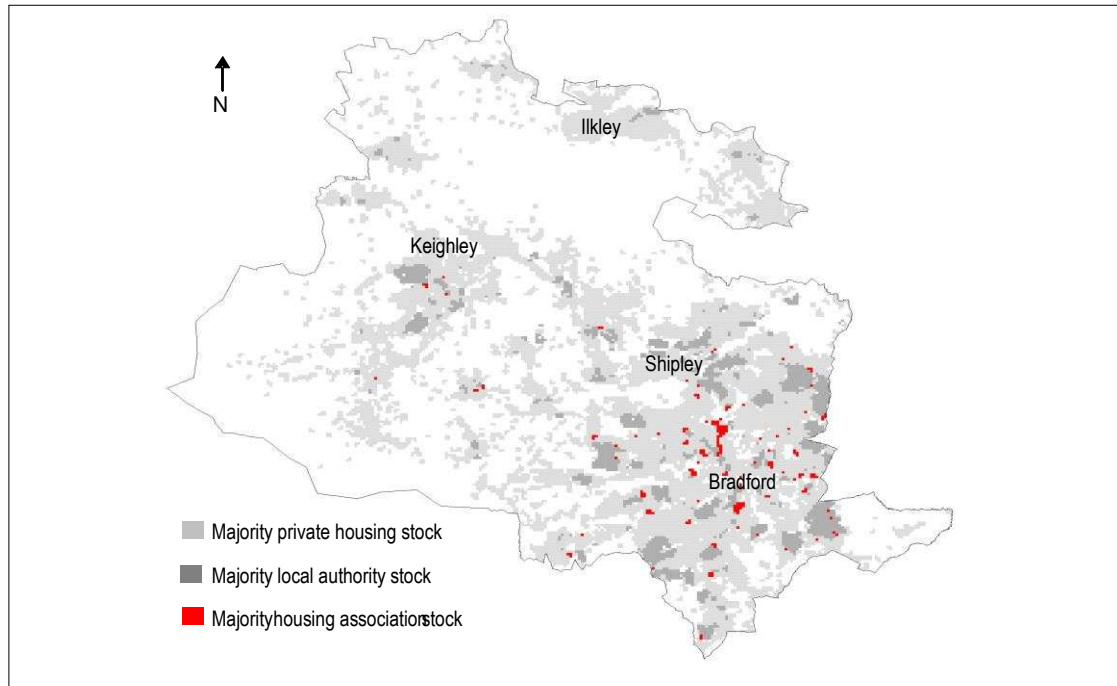 N
Ilkley
Keighley
Shipley
Bradford
Majority private housing stock
Majority local authority stock
Majorityhousing associationstock